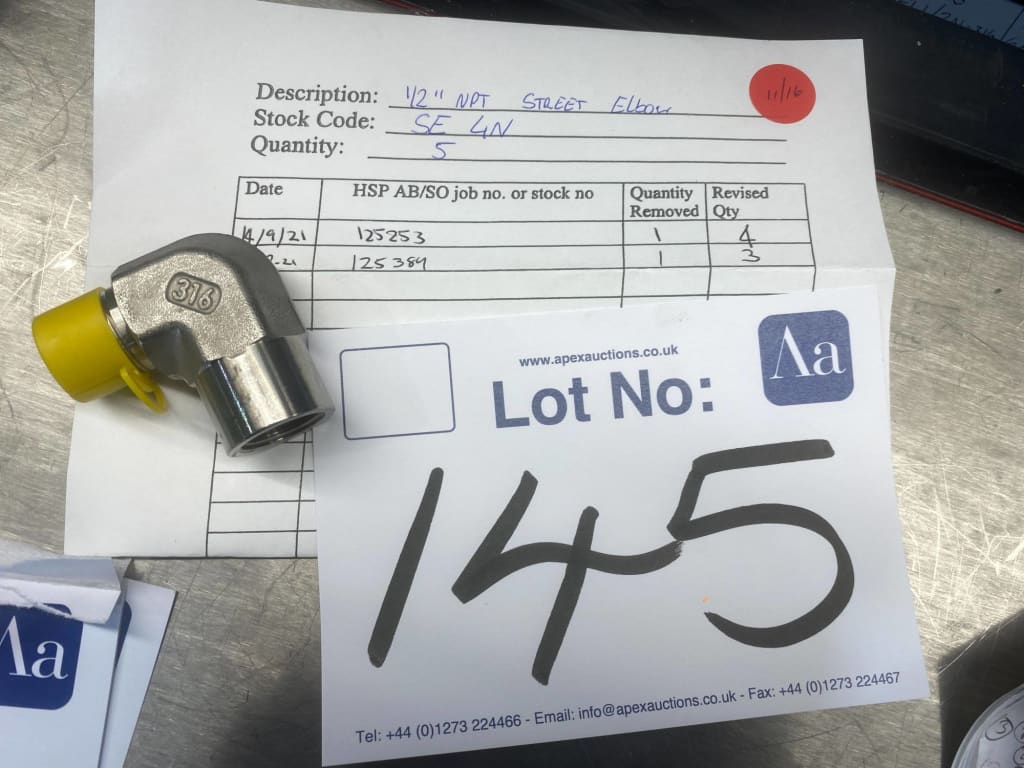 Description: 1/2" NPT STREET Elbow
11/16
Stock Code: SE 4N
Quantity: 5
Date HSP AB/SO job no. or stock no Quantity Removed Revised Qty
14/9/21 125253 1 4
21 125389 1 3
316
www.apexauctions.co.uk
Λa
Lot No:
145
Tel: +44 (0)1273 224466 - Email: info@apexauctions.co.uk - Fax: +44 (0)1273 224467
Λa